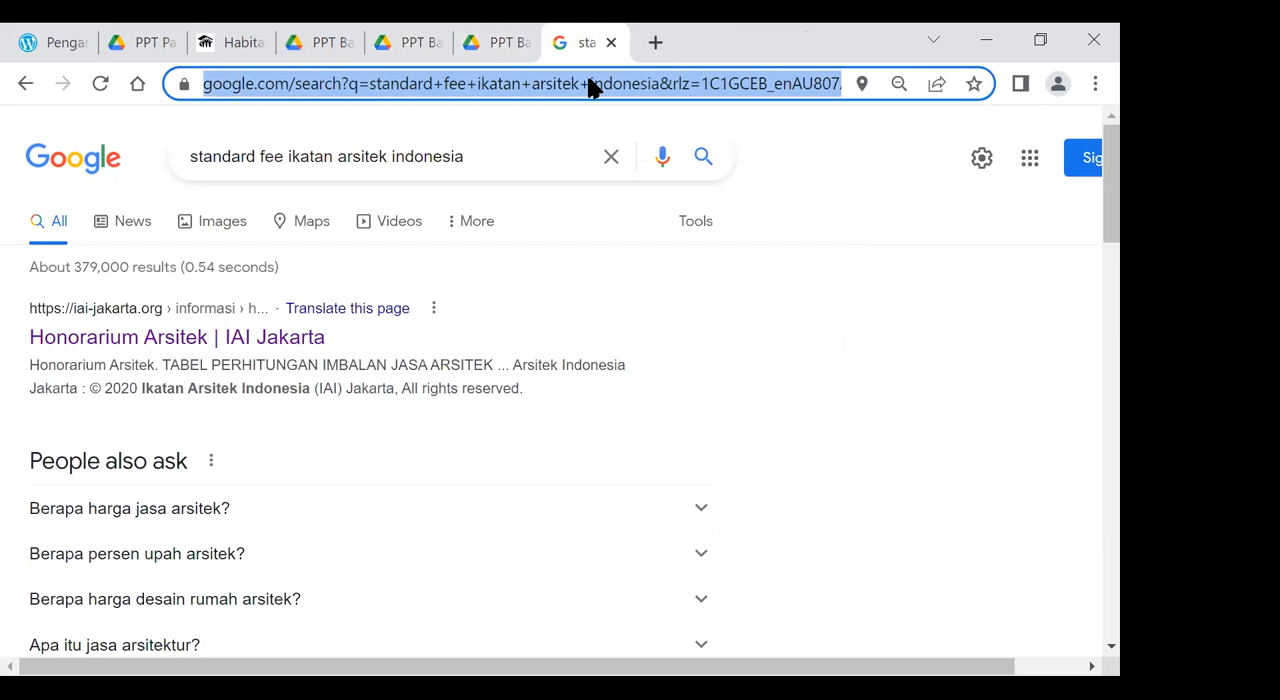 Pengar
PPT Pa
Habita
PPT Ba
PPT Ba
PPT Ba
sta
google.com/search?q=standard+fee+ikatan+arsitek+indonesia&rlz=1C1GCEB_enAU807
Google
standard fee ikatan arsitek indonesia
Sig
All
News
Images
Maps
Videos
More
Tools
About 379,000 results (0.54 seconds)
https://iai-jakarta.org › informasi › h... · Translate this page
Honorarium Arsitek | IAI Jakarta
Honorarium Arsitek. TABEL PERHITUNGAN IMBALAN JASA ARSITEK ... Arsitek Indonesia
Jakarta : © 2020 Ikatan Arsitek Indonesia (IAI) Jakarta, All rights reserved.
People also ask
Berapa harga jasa arsitek?
Berapa persen upah arsitek?
Berapa harga desain rumah arsitek?
Apa itu jasa arsitektur?